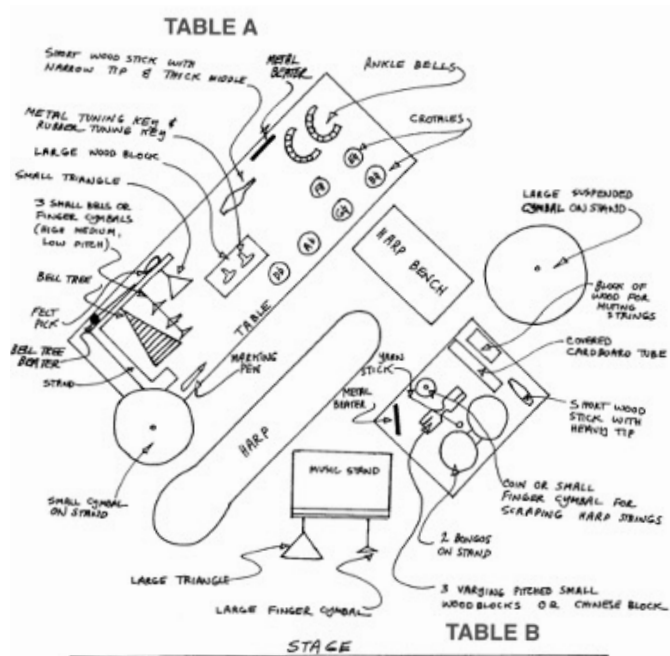 TABLE A
SHORT WOOD STICK WITH
NARROW TIP & THICK MIDDLE
METAL
BEATER
ANKLE BELLS
METAL TUNING KEY &
RUBBER TUNING KEY
CROTALES
LARGE WOOD BLOCK
SMALL TRIANGLE
3 SMALL BELLS OR
FINGER CYMBALS
(HIGH MEDIUM,
LOW PITCH)
LARGE SUSPENDED
CYMBAL ON STAND
HARP BENCH
BELL TREE
BLOCK OF
WOOD FOR
MUTING
STRINGS
FELT
PICK
TABLE
COVERED
CARDBOARD TUBE
BELL TREE
BEATER
MARKING
PEN
YARN
STICK
STAND
METAL
BEATER
SHORT WOOD
STICK WITH
HEAVY TIP
HARP
MUSIC STAND
COIN OR SMALL
FINGER CYMBAL FOR
SCRAPING HARP STRINGS
SMALL CYMBAL
ON STAND
2 BONGOS
ON STAND
LARGE TRIANGLE
3 VARYING PITCHED SMALL
WOODBLOCKS OR CHINESE BLOCK
LARGE FINGER CYMBAL
TABLE B
STAGE